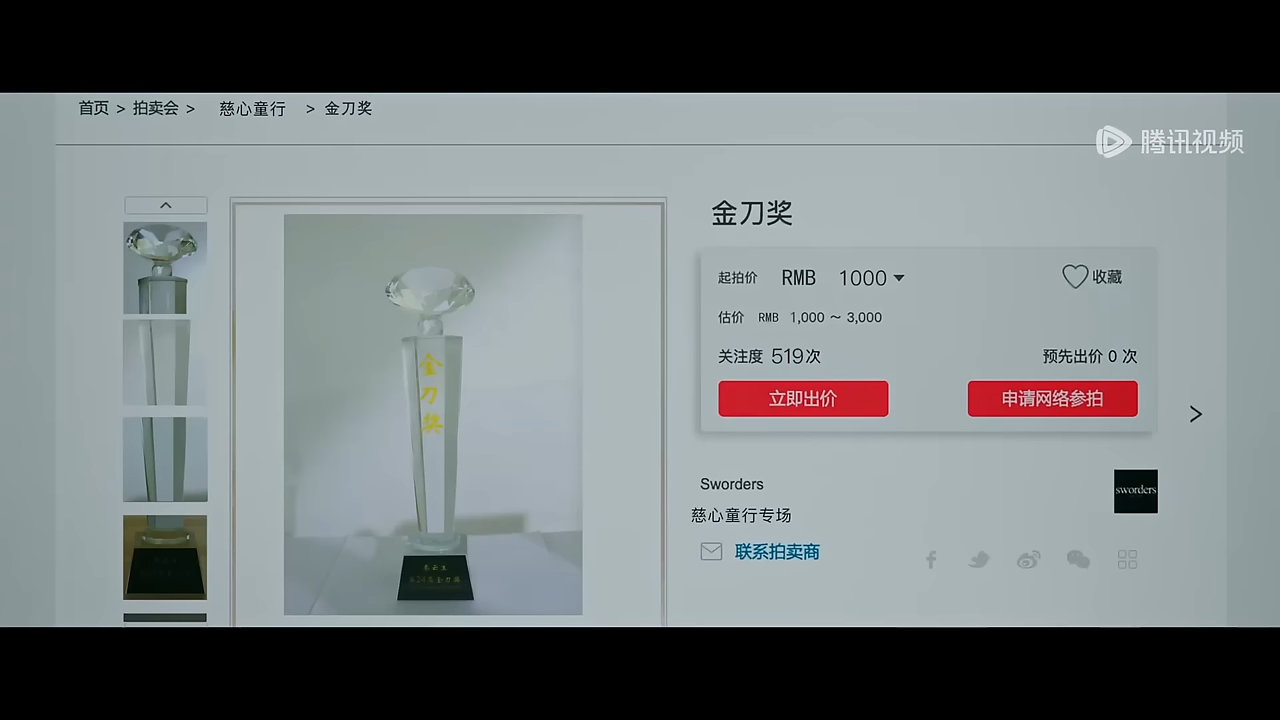 首页 > 拍卖会 > 慈心童行 > 金刀奖
腾讯视频
金刀奖
起拍价 RMB 1000
收藏
估价 RMB 1,000 ～ 3,000
关注度 519次
预先出价 0 次
立即出价
申请网络参拍
金刀奖
Sworders
sworders
慈心童行专场
联系拍卖商